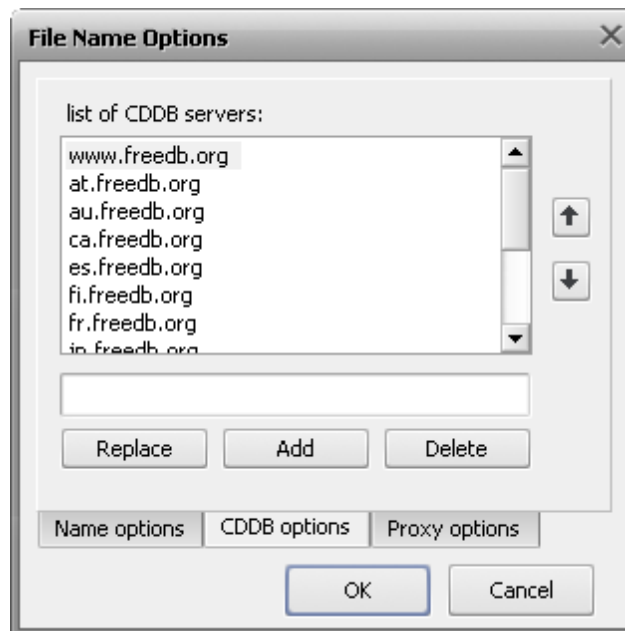 File Name Options
list of CDDB servers:
www.freedb.org
at.freedb.org
au.freedb.org
ca.freedb.org
es.freedb.org
fi.freedb.org
fr.freedb.org
Replace Add Delete
Name options CDDB options Proxy options
OK Cancel